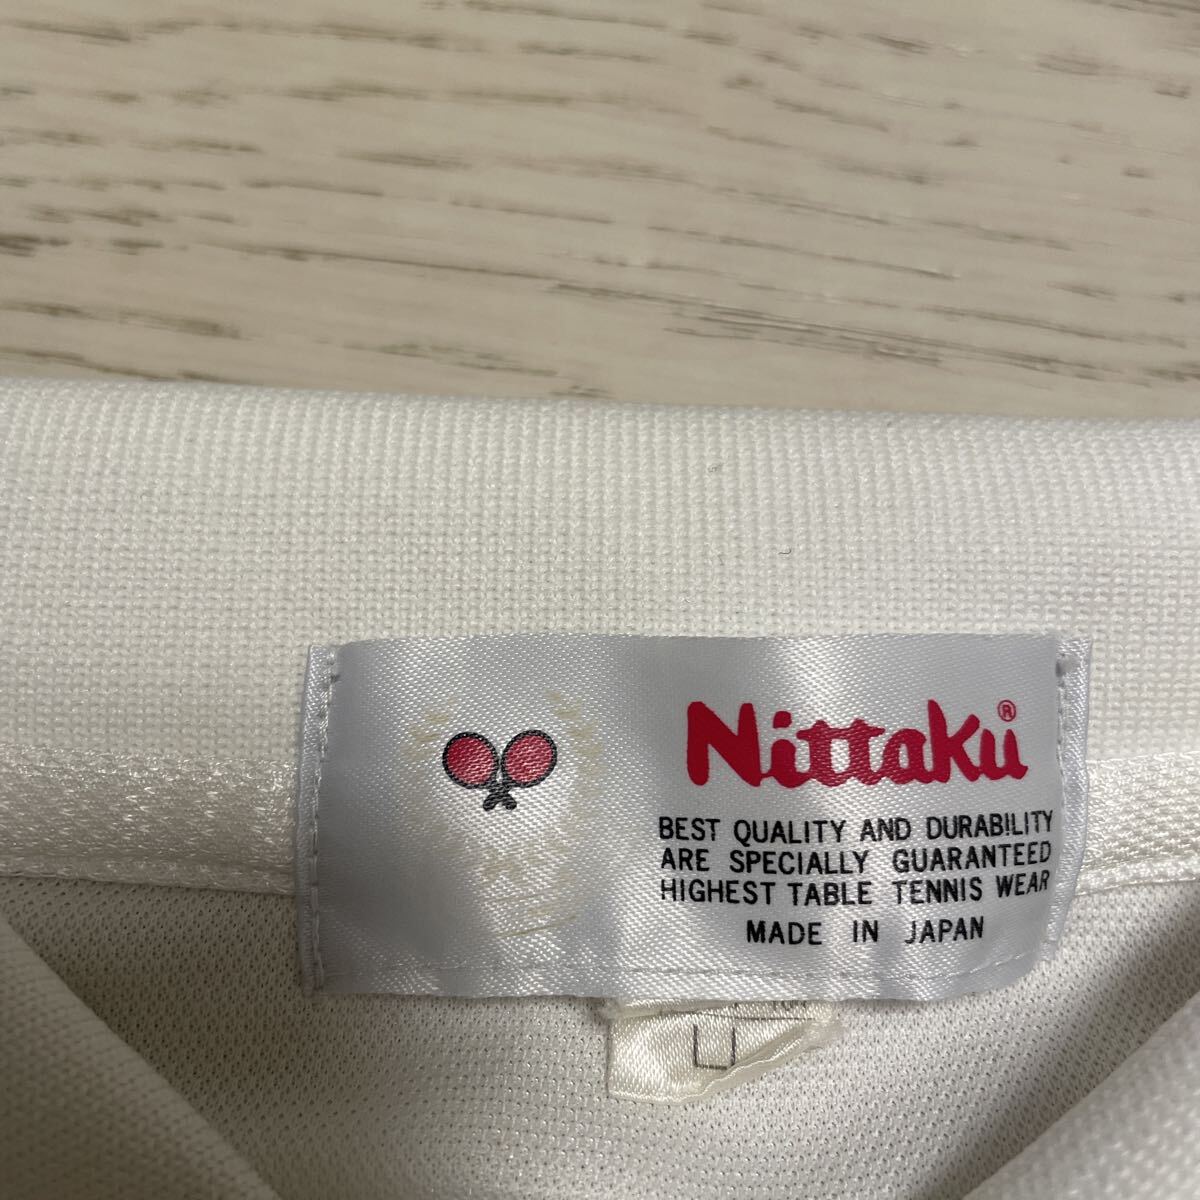 Nittaku®
BEST QUALITY AND DURABILITY
ARE SPECIALLY GUARANTEED
HIGHEST TABLE TENNIS WEAR
MADE IN JAPAN